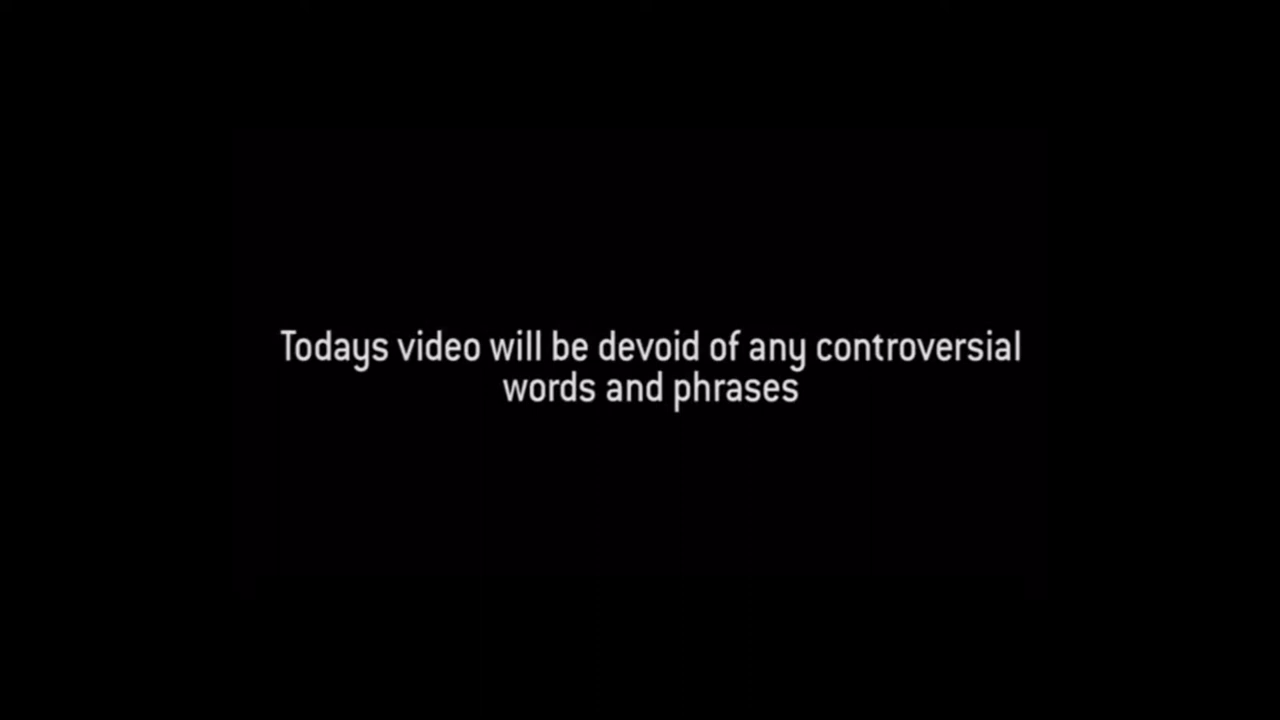 Todays video will be devoid of any controversial
words and phrases